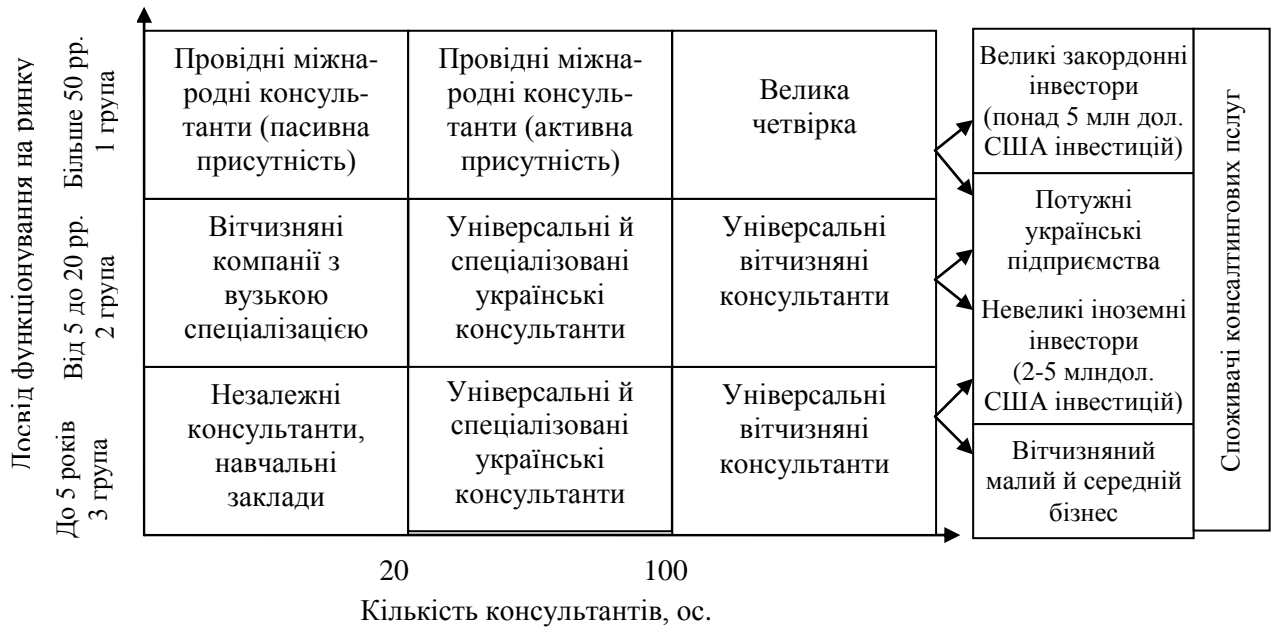 Досвід функціонування на ринку
Більше 50 рр.
1 група
Від 5 до 20 рр.
2 група
До 5 років
3 група
Провідні міжна-
родні консуль-
танти (пасивна
присутність)
Провідні міжна-
родні консуль-
танти (активна
присутність)
Велика
четвірка
Вітчизняні
компанії з
вузькою
спеціалізацією
Універсальні й
спеціалізовані
українські
консультанти
Універсальні
вітчизняні
консультанти
Незалежні
консультанти,
навчальні
заклади
Універсальні й
спеціалізовані
українські
консультанти
Універсальні
вітчизняні
консультанти
Великі закордонні
інвестори
(понад 5 млн дол.
США інвестицій)
Потужні
українські
підприємства
Невеликі іноземні
інвестори
(2-5 млндол.
США інвестицій)
Вітчизняний
малий й середній
бізнес
Споживачі консалтингових пслуг
20
100
Кількість консультантів, ос.